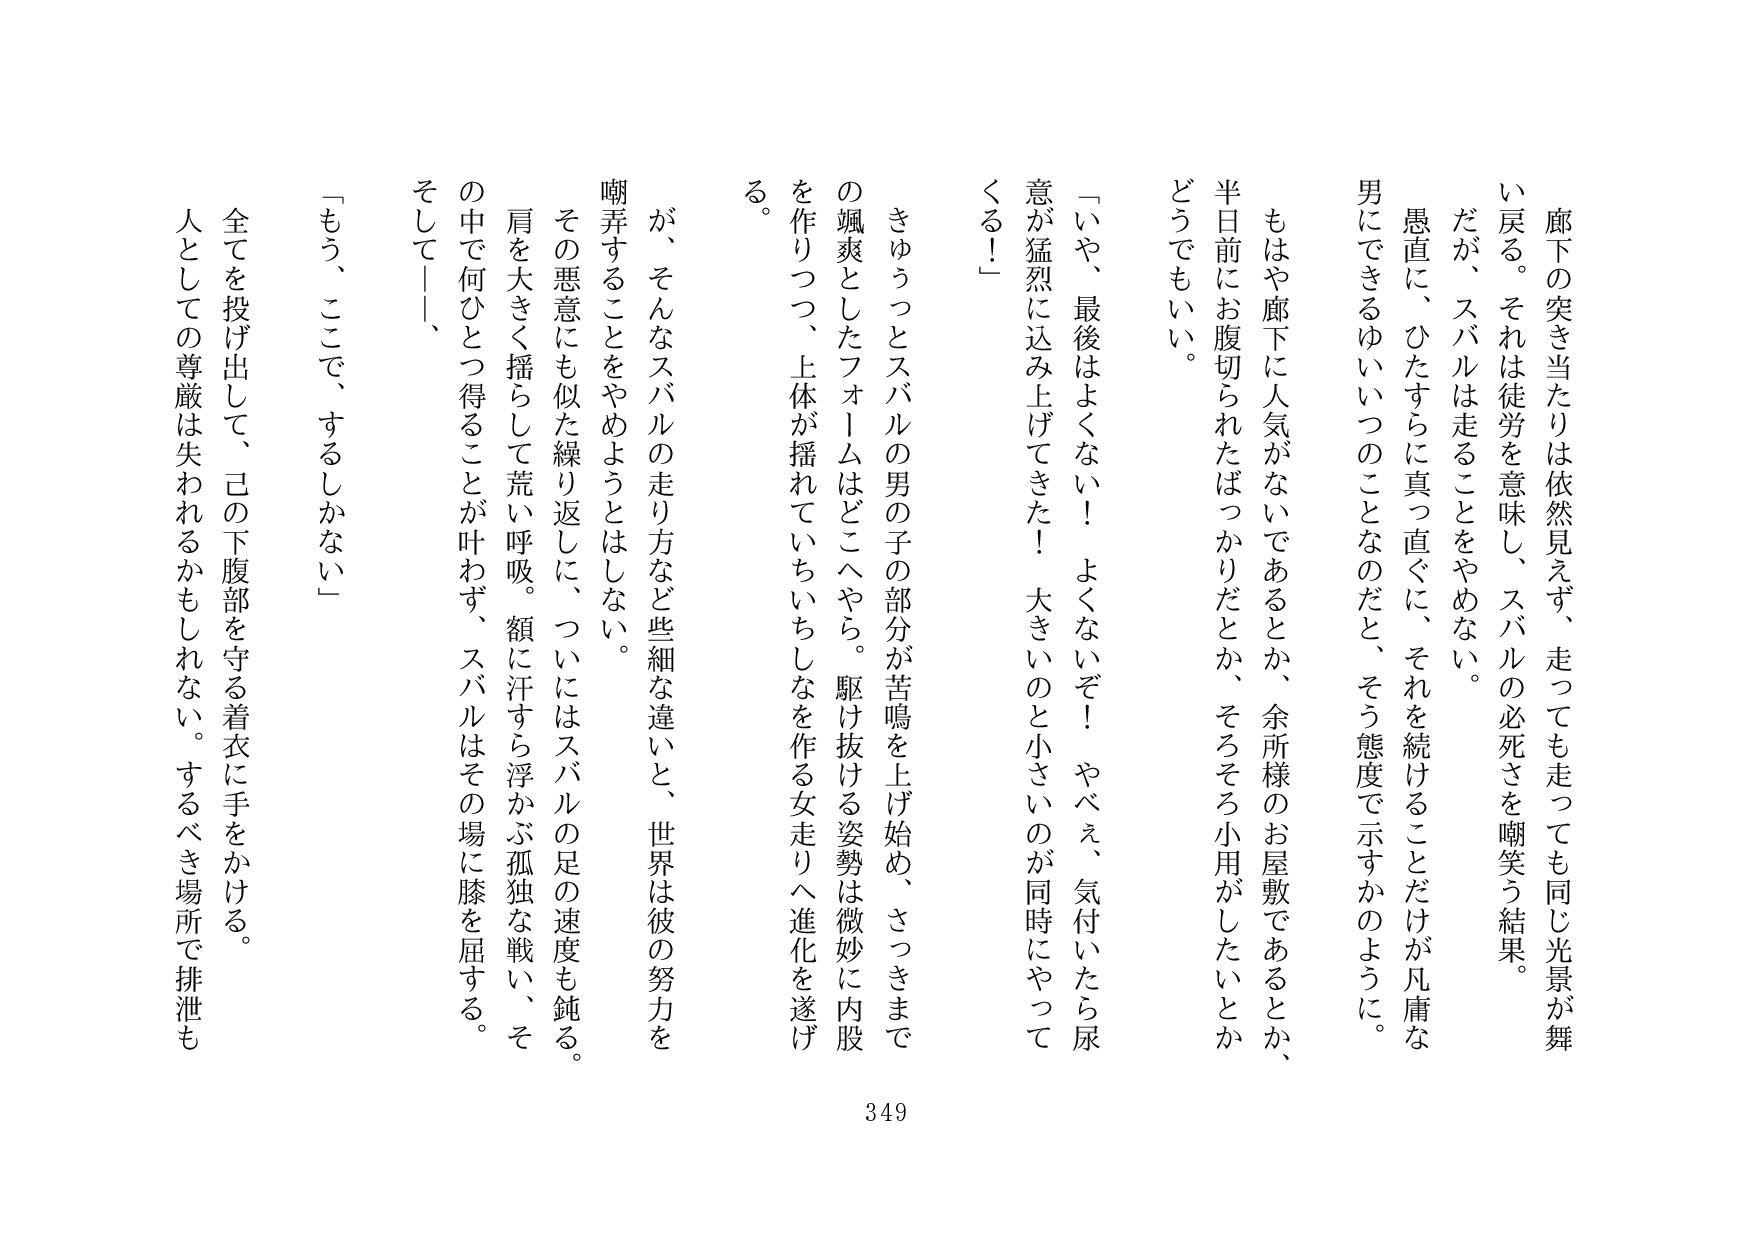 廊下の突き当たりは依然見えず、走っても走っても同じ光景が舞
い戻る。それは徒労を意味し、スバルの必死さを嘲笑う結果。
　だが、スバルは走ることをやめない。
　愚直に、ひたすらに真っ直ぐに、それを続けることだけが凡庸な
男にできるゆいいつのことなのだと、そう態度で示すかのように。
　もはや廊下に人気がないであるとか、余所様のお屋敷であるとか、
半日前にお腹切られたばっかりだとか、そろそろ小用がしたいとか
どうでもいい。
「いや、最後はよくない！　よくないぞ！　やべぇ、気付いたら尿
意が猛烈に込み上げてきた！　大きいのと小さいのが同時にやって
くる！」
　きゅうっとスバルの男の子の部分が苦鳴を上げ始め、さっきまで
の颯爽としたフォームはどこへやら。駆け抜ける姿勢は微妙に内股
を作りつつ、上体が揺れていちいちしなを作る女走りへ進化を遂げ
る。
　が、そんなスバルの走り方など些細な違いと、世界は彼の努力を
嘲弄することをやめようとはしない。
　その悪意にも似た繰り返しに、ついにはスバルの足の速度も鈍る。
　肩を大きく揺らして荒い呼吸。額に汗すら浮かぶ孤独な戦い、そ
の中で何ひとつ得ることが叶わず、スバルはその場に膝を屈する。
そして――、
「もう、ここで、するしかない」
　全てを投げ出して、己の下腹部を守る着衣に手をかける。
　人としての尊厳は失われるかもしれない。するべき場所で排泄も
349